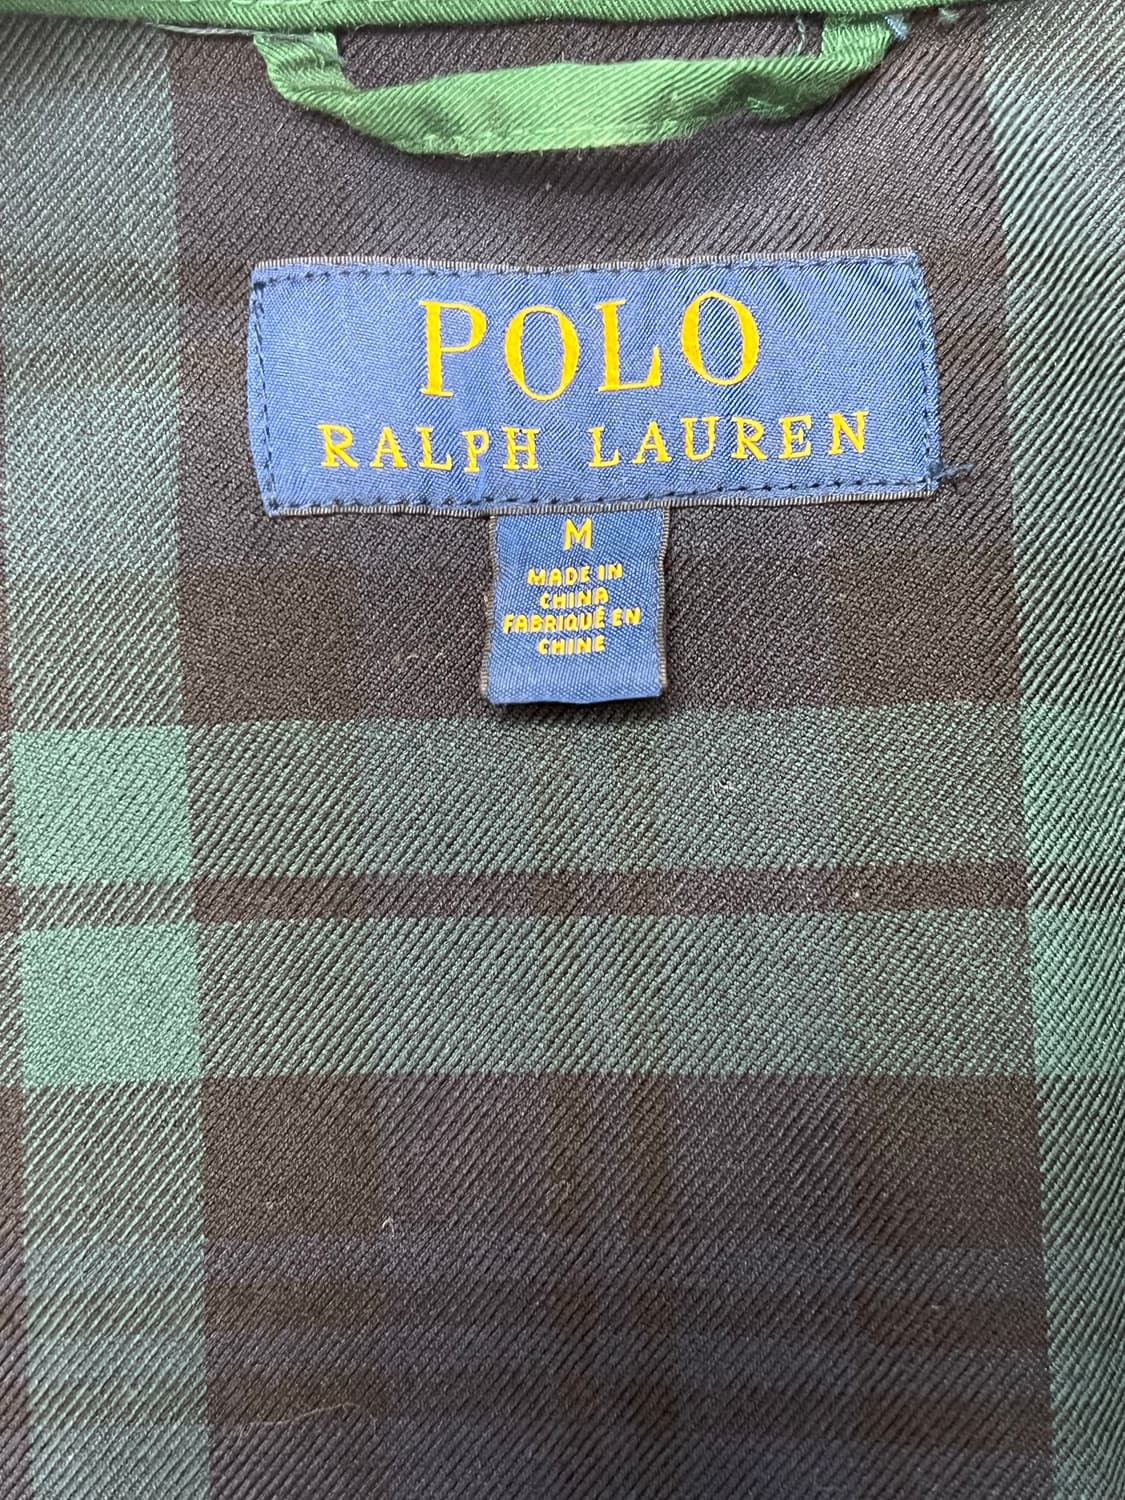 POLO
RALPH LAUREN
M
MADE IN
CHINA
FABRIQUÉ EN
CHINE